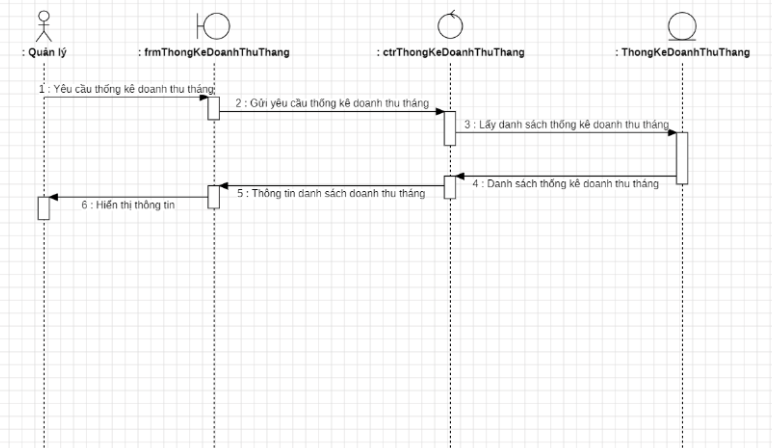 : Quản lý
: frmThongKeDoanhThuThang
: ctrThongKeDoanhThuThang
: ThongKeDoanhThuThang
1 : Yêu cầu thống kê doanh thu tháng
2 : Gửi yêu cầu thống kê doanh thu tháng
3 : Lấy danh sách thống kê doanh thu tháng
4 : Danh sách thống kê doanh thu tháng
5 : Thông tin danh sách doanh thu tháng
6 : Hiển thị thông tin